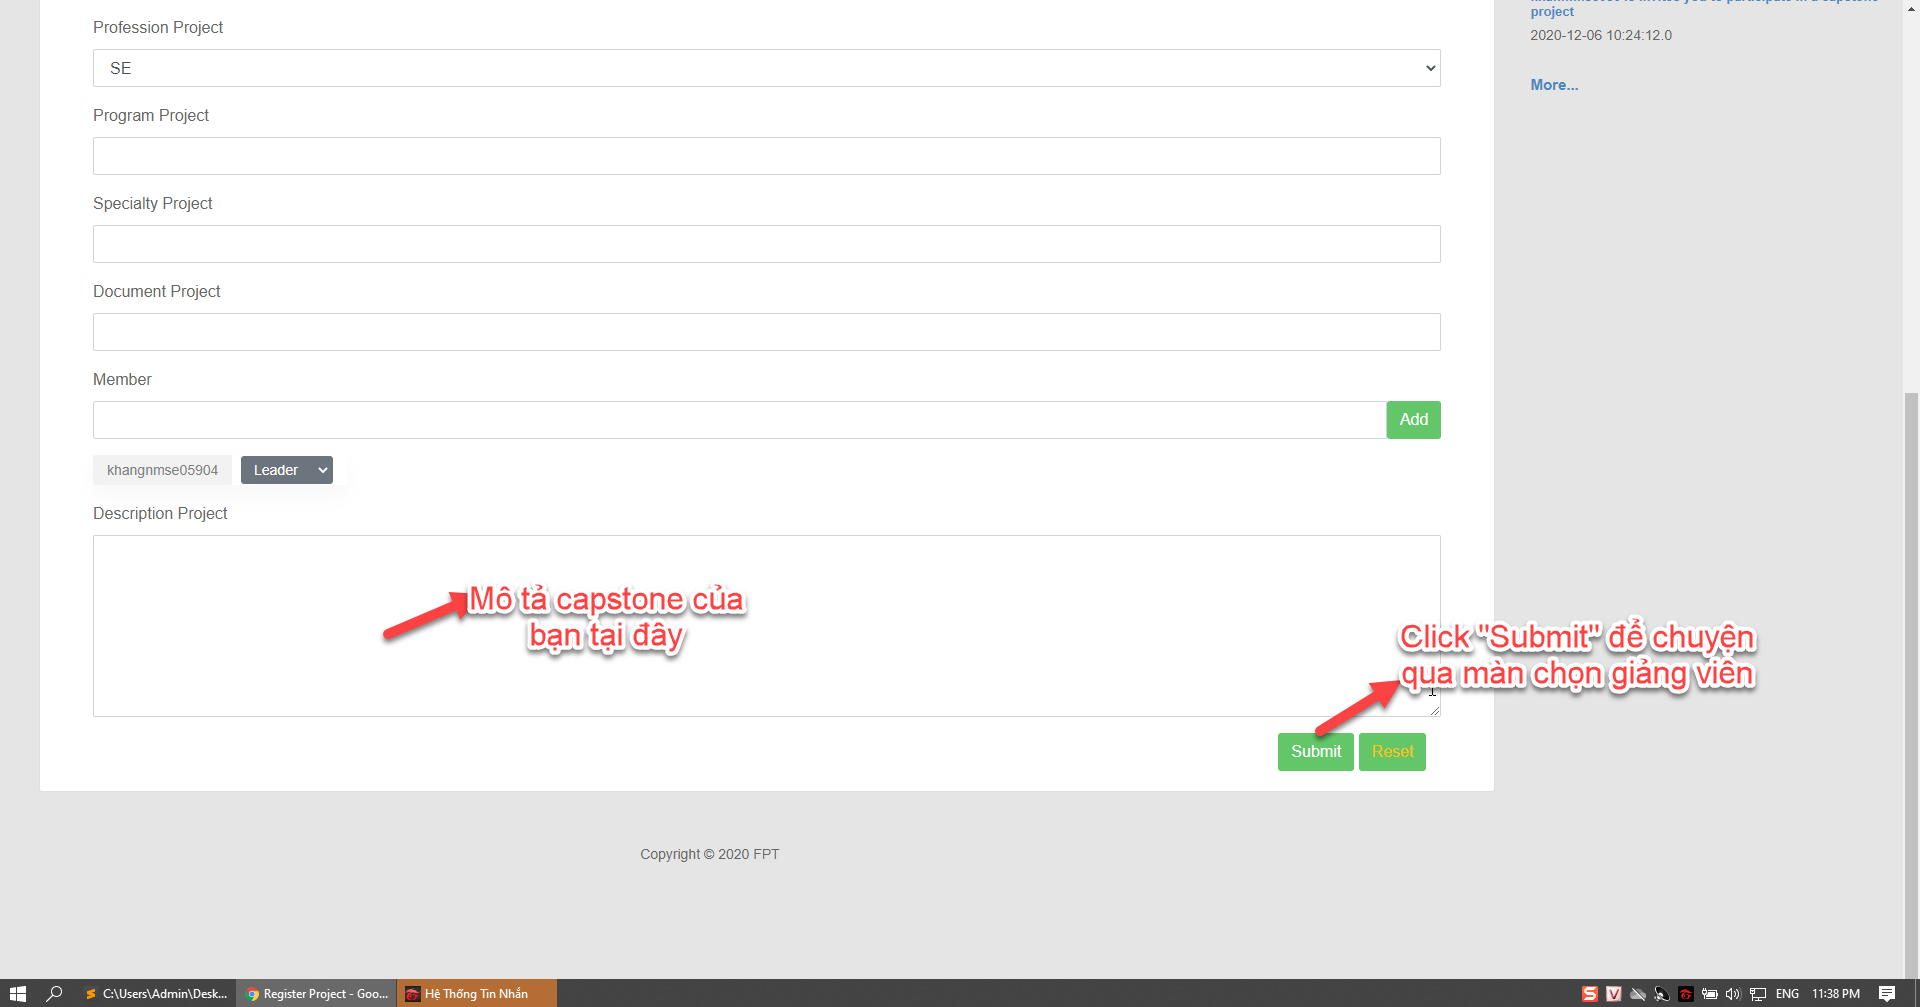 Profession Project
SE
Program Project
Specialty Project
Document Project
Member
Add
khangnmse05904
Leader
Description Project
Mô tả capstone của
bạn tại đây
Click "Submit" để chuyện
qua màn chọn giảng viên
Submit
Reset
project
2020-12-06 10:24:12.0
More...
Copyright © 2020 FPT
C:\Users\Admin\Desk...
Register Project - Goo...
Hệ Thống Tin Nhắn
ENG
11:38 PM